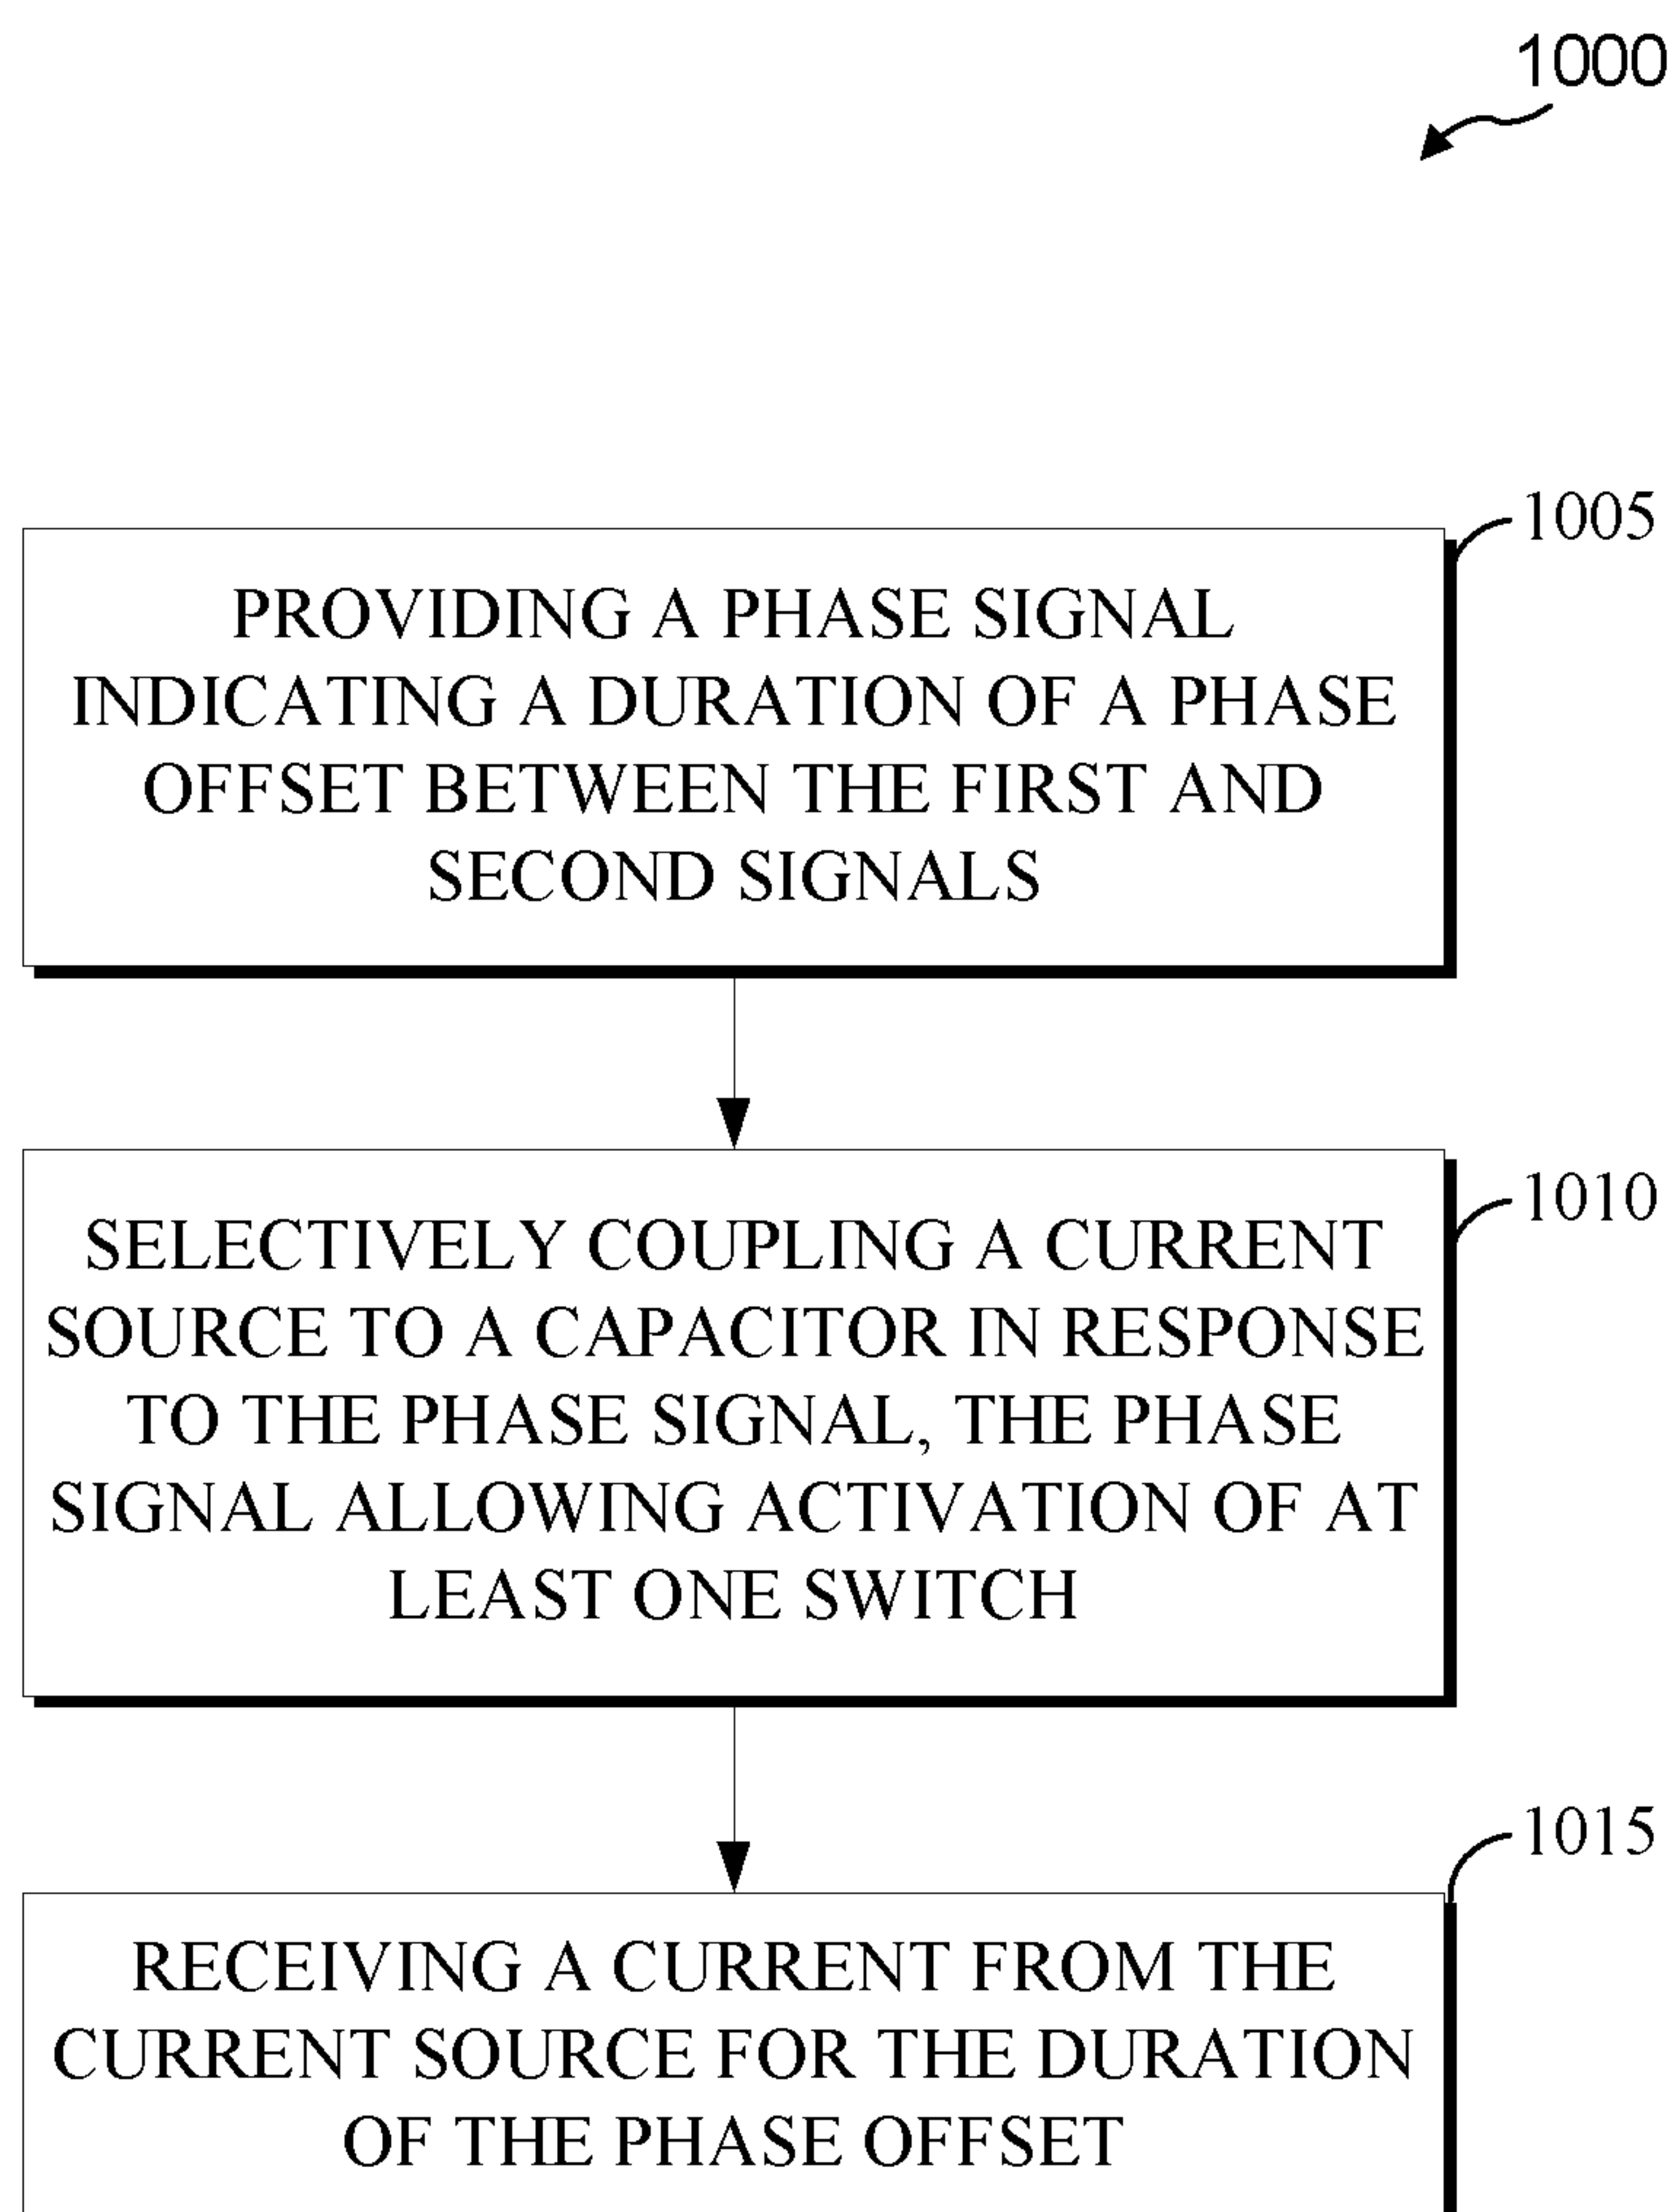 1000
1005
PROVIDING A PHASE SIGNAL
INDICATING A DURATION OF A PHASE
OFFSET BETWEEN THE FIRST AND
SECOND SIGNALS
1010
SELECTIVELY COUPLING A CURRENT
SOURCE TO A CAPACITOR IN RESPONSE
TO THE PHASE SIGNAL, THE PHASE
SIGNAL ALLOWING ACTIVATION OF AT
LEAST ONE SWITCH
1015
RECEIVING A CURRENT FROM THE
CURRENT SOURCE FOR THE DURATION
OF THE PHASE OFFSET